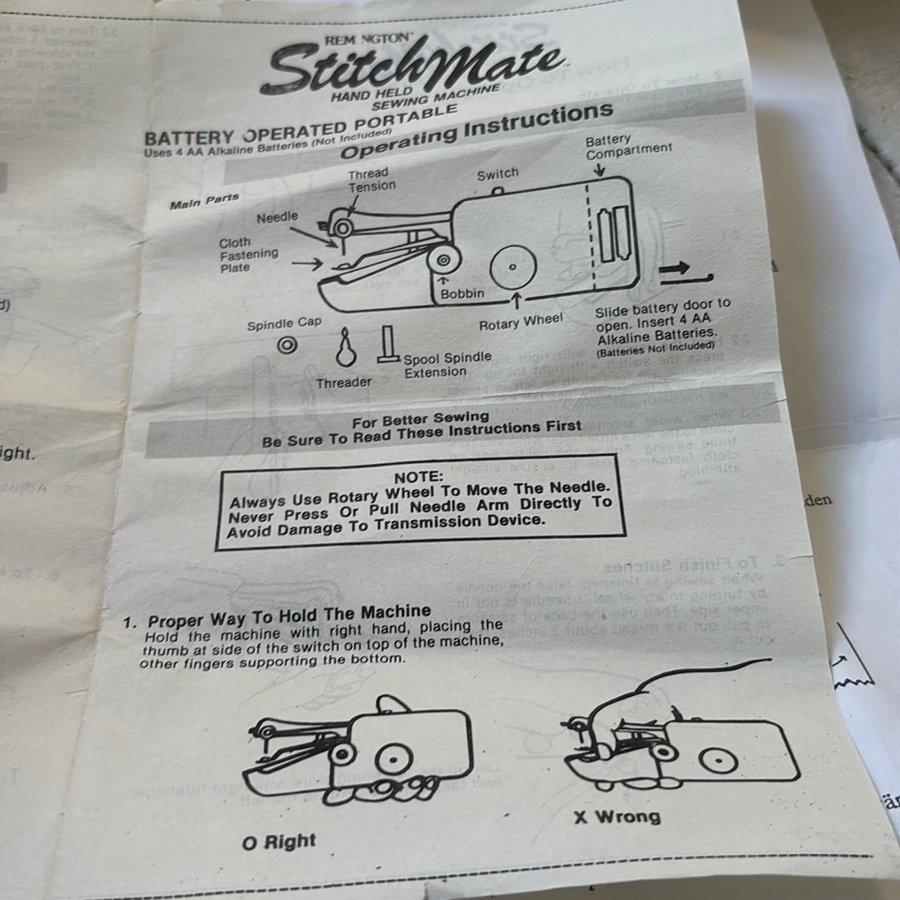 REM NGTON
StitchMate™
HAND HELD
SEWING MACHINE
BATTERY OPERATED PORTABLE
Uses 4 AA Alkaline Batteries (Not Included)
Operating Instructions
Main Parts
Thread
Tension
Switch
Battery
Compartment
Needle
Cloth
Fastening
Plate
Bobbin
Rotary Wheel
Slide battery door to
open. Insert 4 AA
Alkaline Batteries.
(Batteries Not Included)
Spindle Cap
Threader
Spool Spindle
Extension
For Better Sewing
Be Sure To Read These Instructions First
NOTE:
Always Use Rotary Wheel To Move The Needle.
Never Press Or Pull Needle Arm Directly To
Avoid Damage To Transmission Device.
1. Proper Way To Hold The Machine
Hold the machine with right hand, placing the
thumb at side of the switch on top of the machine,
other fingers supporting the bottom.
O Right
X Wrong
ight.
den